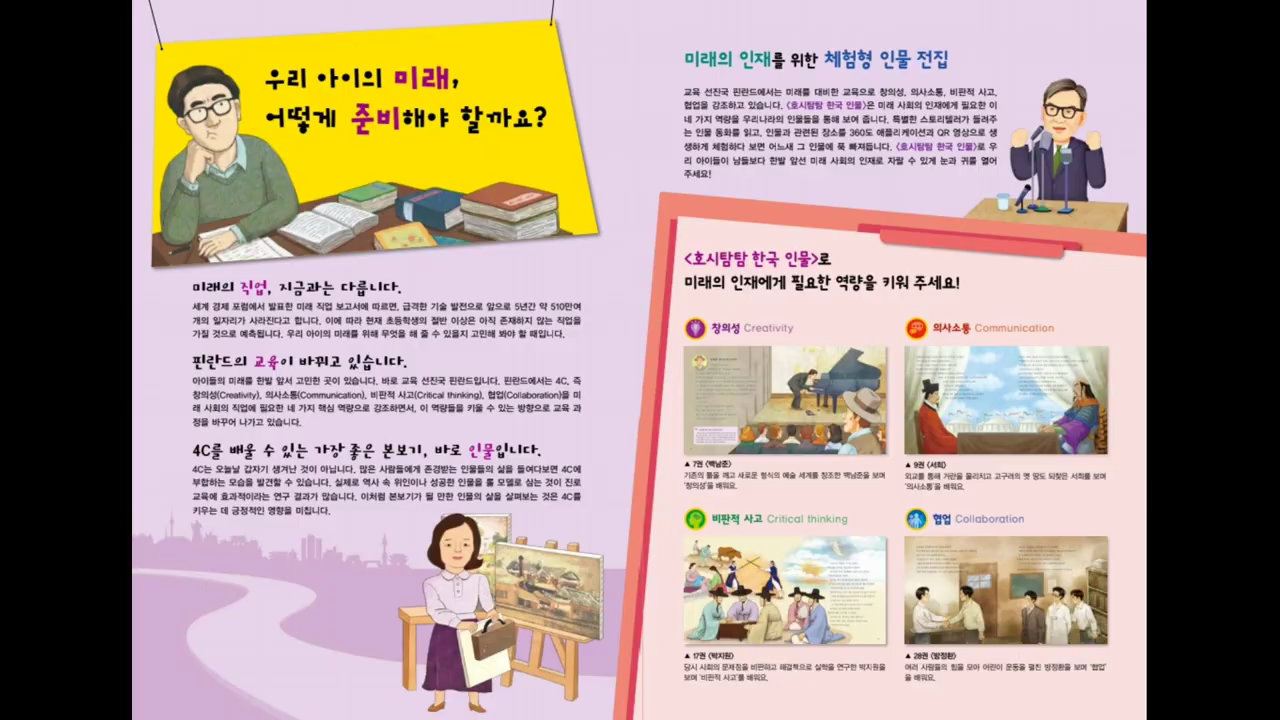 우리 아이의 미래,
어떻게 준비해야 할까요?
미래의 직업, 지금과는 다릅니다.
세계 경제 포럼에서 발표한 미래 직업 보고서에 따르면, 급격한 기술 발전으로 앞으로 5년간 약 510만여
개의 일자리가 사라진다고 합니다. 이에 따라 현재 초등학생의 절반 이상은 아직 존재하지 않는 직업을
가질 것으로 예측됩니다. 우리 아이의 미래를 위해 무엇을 해 줄 수 있을지 고민해 봐야 할 때입니다.
핀란드의 교육이 바뀌고 있습니다.
아이들의 미래를 한발 앞서 고민한 곳이 있습니다. 바로 교육 선진국 핀란드입니다. 핀란드에서는 4C, 즉
창의성(Creativity), 의사소통(Communication), 비판적 사고(Critical thinking), 협업(Collaboration)을 미
래 사회의 직업에 필요한 네 가지 핵심 역량으로 강조하면서, 이 역량들을 키울 수 있는 방향으로 교육 과
정을 바꾸어 나가고 있습니다.
4C를 배울 수 있는 가장 좋은 본보기, 바로 인물입니다.
4C는 오늘날 갑자기 생겨난 것이 아닙니다. 많은 사람들에게 존경받는 인물들의 삶을 들여다보면 4C에
부합하는 모습을 발견할 수 있습니다. 실제로 역사 속 위인이나 성공한 인물을 롤 모델로 삼는 것이 진로
교육에 효과적이라는 연구 결과가 많습니다. 이처럼 본보기가 될 만한 인물의 삶을 살펴보는 것은 4C를
키우는 데 긍정적인 영향을 미칩니다.
미래의 인재를 위한 체험형 인물 전집
교육 선진국 핀란드에서는 미래를 대비한 교육으로 창의성, 의사소통, 비판적 사고,
협업을 강조하고 있습니다. <호시탐탐 한국 인물>은 미래 사회의 인재에게 필요한 이
네 가지 역량을 우리나라의 인물들을 통해 보여 줍니다. 특별한 스토리텔러가 들려주
는 인물 동화를 읽고, 인물과 관련된 장소를 360도 애플리케이션과 QR 영상으로 생
생하게 체험하다 보면 어느새 그 인물에 푹 빠져듭니다. <호시탐탐 한국 인물>로 우
리 아이들이 남들보다 한발 앞선 미래 사회의 인재로 자랄 수 있게 눈과 귀를 열어
주세요!
<호시탐탐 한국 인물>로
미래의 인재에게 필요한 역량을 키워 주세요!
창의성 Creativity
▲ 7권 <백남준>
기존의 틀을 깨고 새로운 형식의 예술 세계를 창조한 백남준을 보며
'창의성'을 배워요.
의사소통 Communication
▲ 9권 <서희>
외교를 통해 거란을 물리치고 고구려의 옛 땅도 되찾은 서희를 보며
'의사소통'을 배워요.
비판적 사고 Critical thinking
▲ 17권 <박지원>
당시 사회의 문제점을 비판하고 해결책으로 실학을 연구한 박지원을
보며 '비판적 사고'를 배워요.
협업 Collaboration
▲ 28권 <방정환>
여러 사람들의 힘을 모아 어린이 운동을 펼친 방정환을 보며 '협업'
을 배워요.